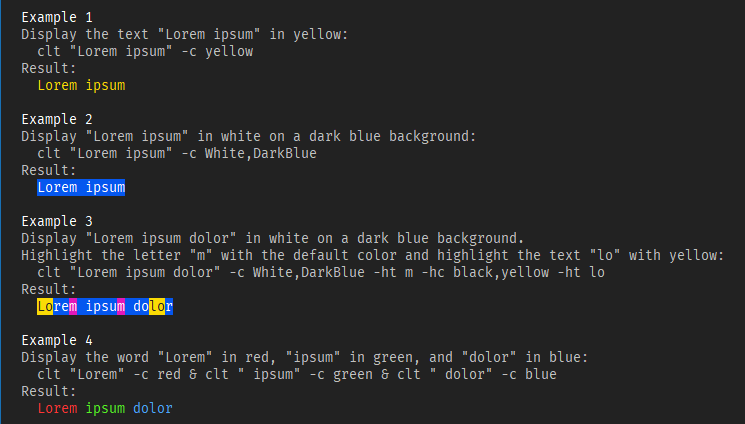 Example 1
Display the text "Lorem ipsum" in yellow:
clt "Lorem ipsum" -c yellow
Result:
Lorem ipsum
Example 2
Display "Lorem ipsum" in white on a dark blue background:
clt "Lorem ipsum" -c White,DarkBlue
Result:
Lorem ipsum
Example 3
Display "Lorem ipsum dolor" in white on a dark blue background.
Highlight the letter "m" with the default color and highlight the text "lo" with yellow:
clt "Lorem ipsum dolor" -c White,DarkBlue -ht m -hc black,yellow -ht lo
Result:
Lorem ipsum dolor
Example 4
Display the word "Lorem" in red, "ipsum" in green, and "dolor" in blue:
clt "Lorem" -c red & clt " ipsum" -c green & clt " dolor" -c blue
Result:
Lorem ipsum dolor